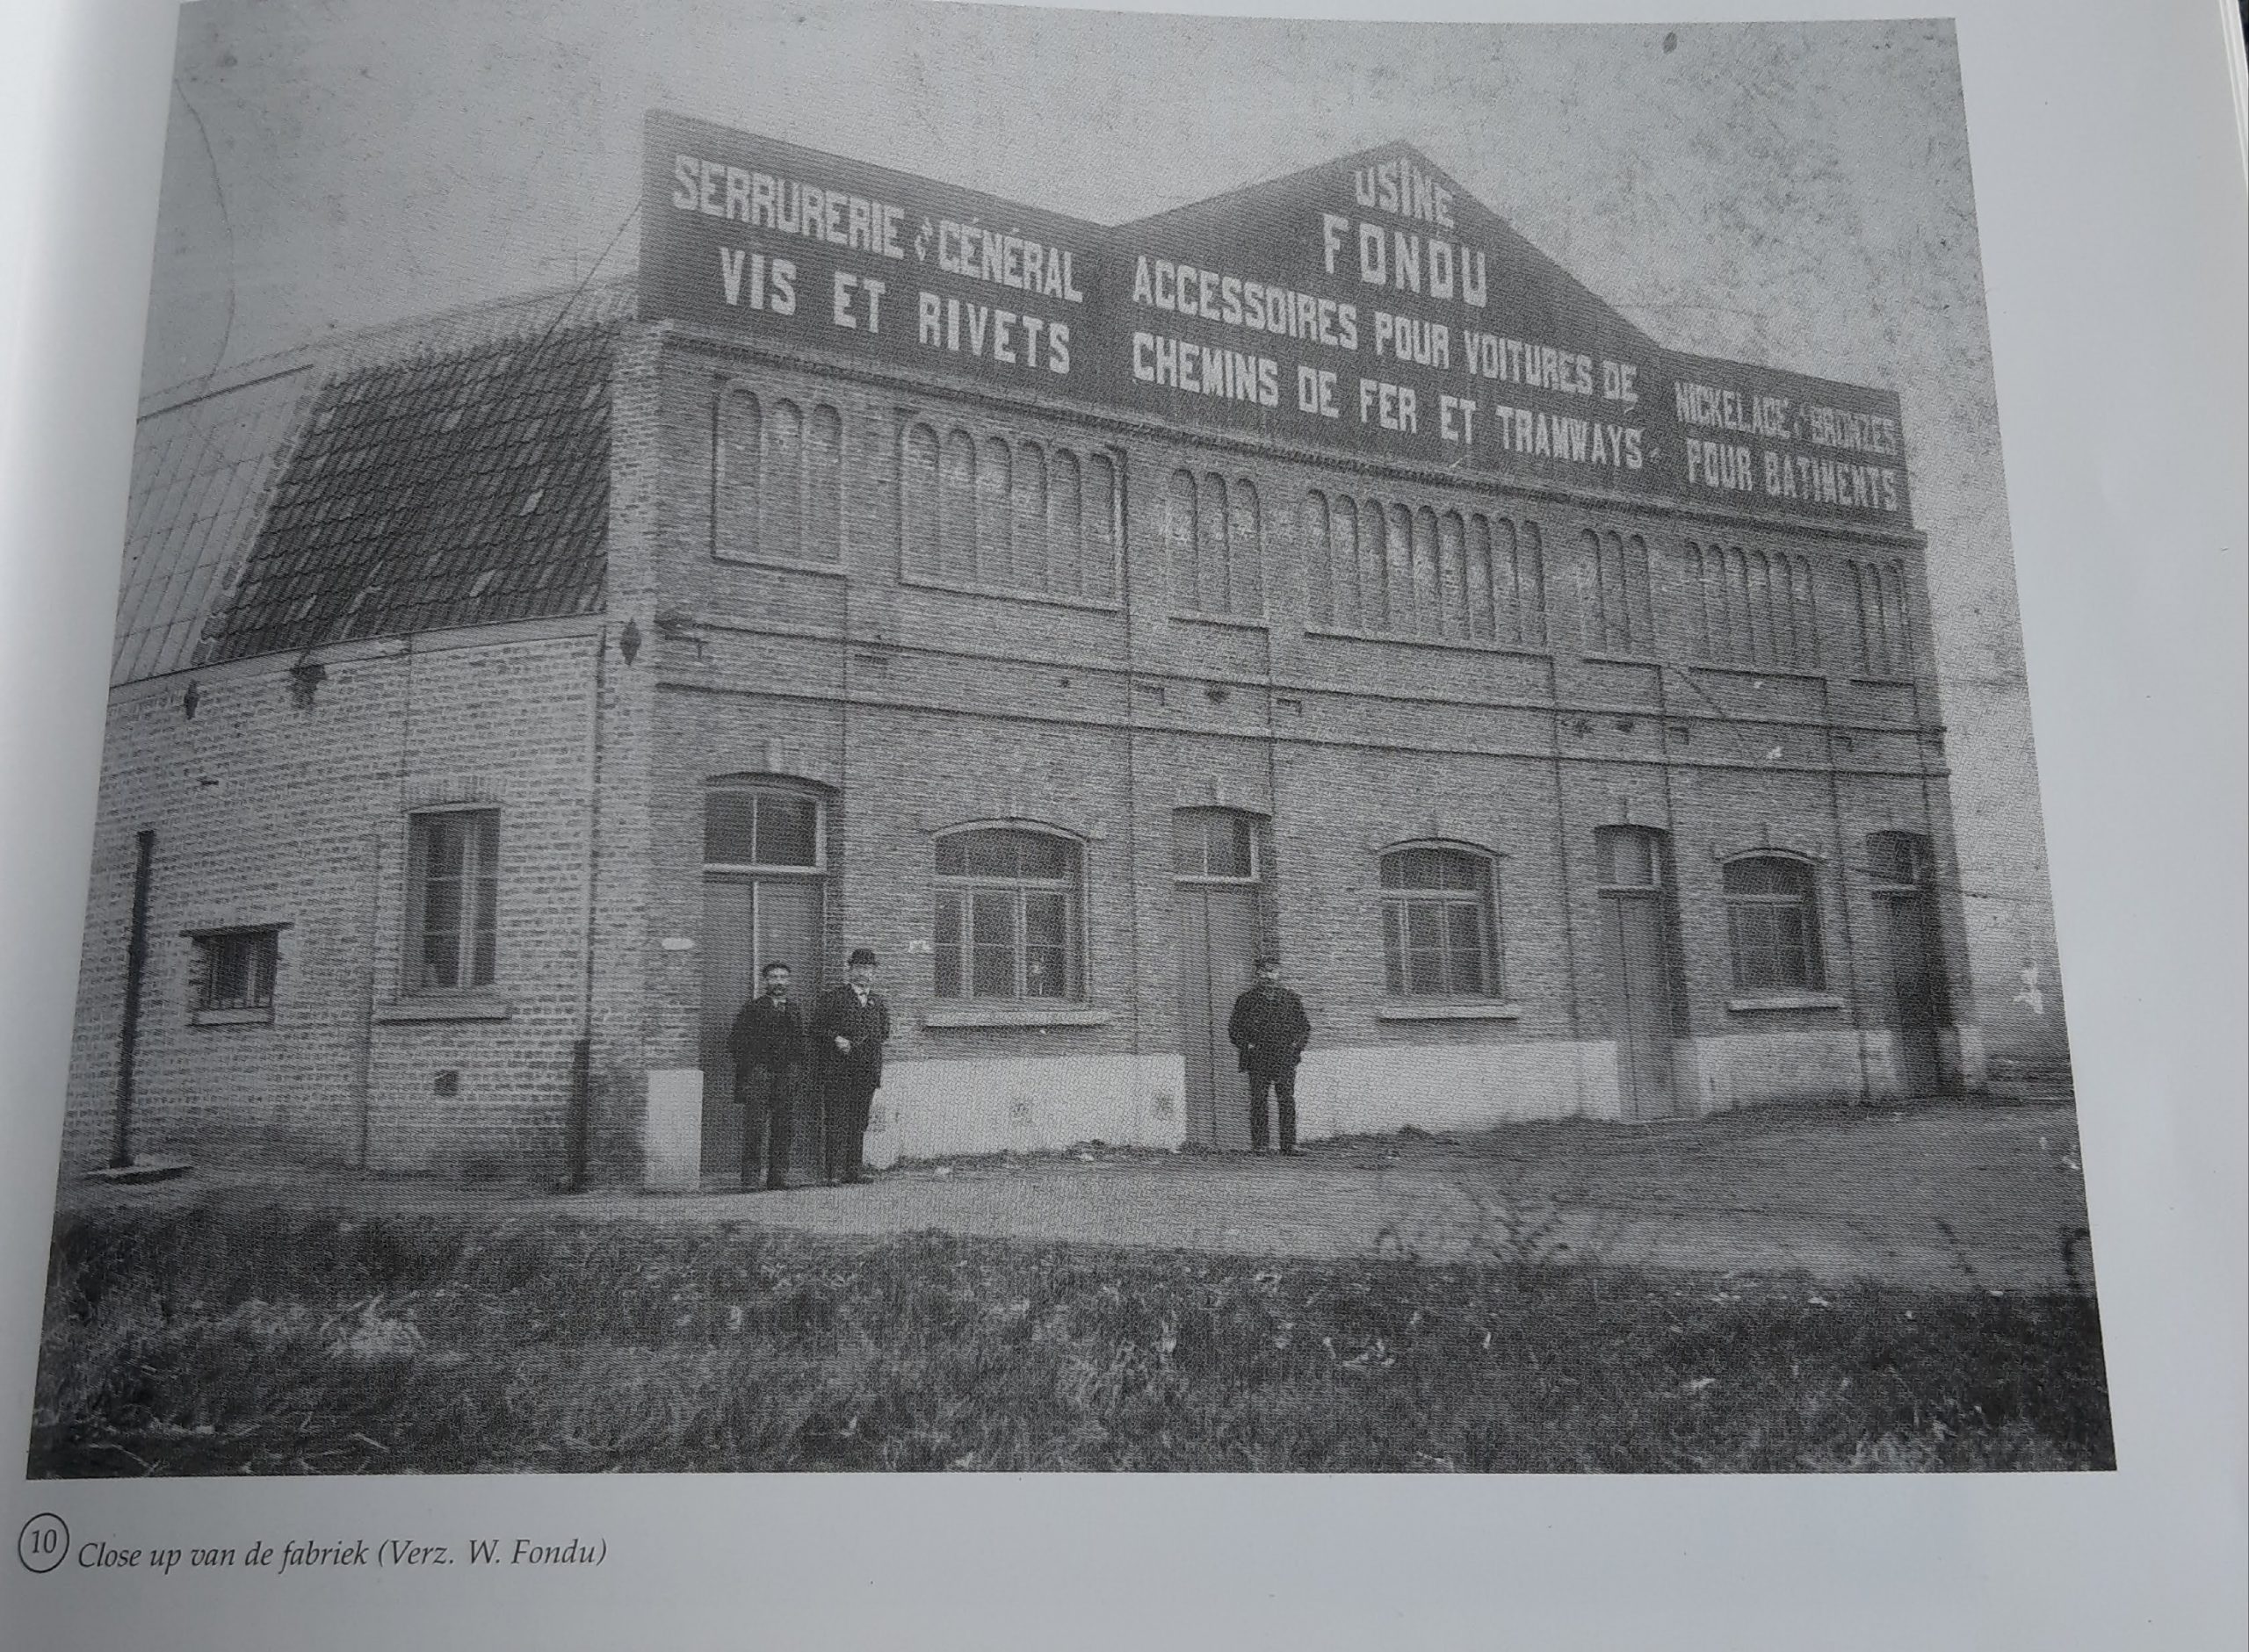 SERRURERIE EN GÉNÉRAL
VIS ET RIVETS
USINE
FONDU
ACCESSOIRES POUR VOITURES DE
CHEMINS DE FER ET TRAMWAYS
NICKELAGE & BRONZES
POUR BATIMENTS
10 Close up van de fabriek (Verz. W. Fondu)